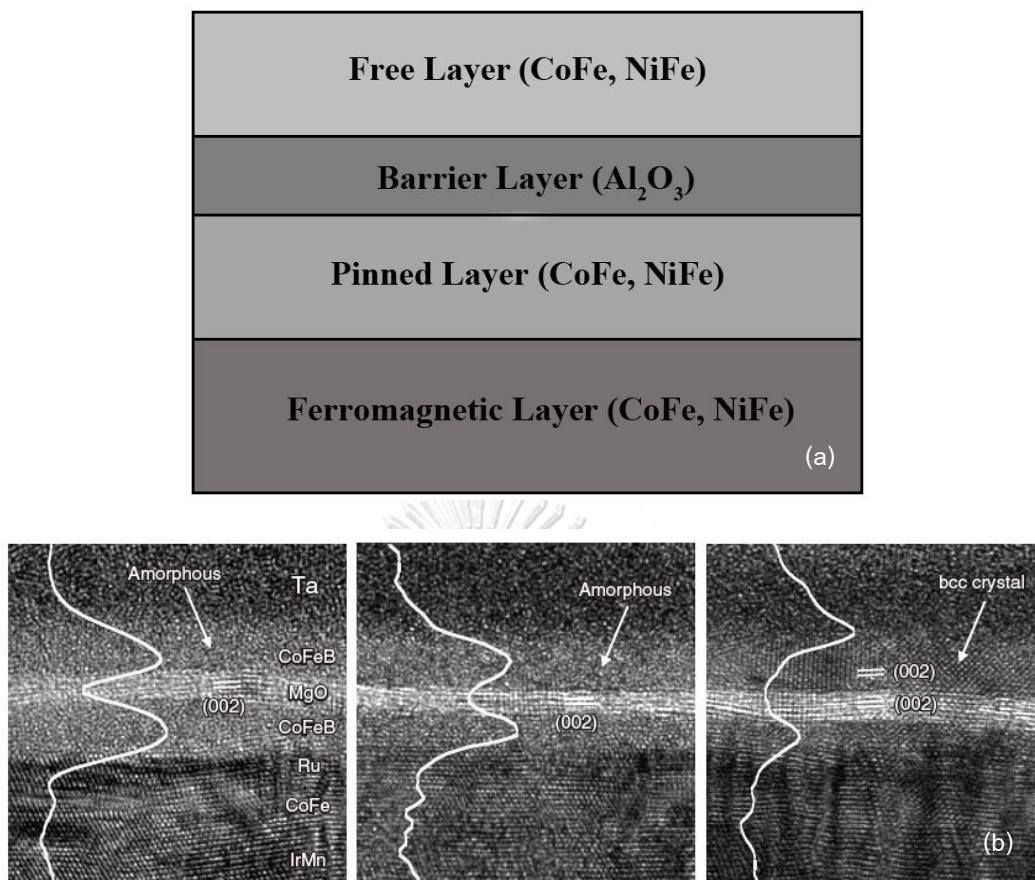 Free Layer (CoFe, NiFe)
Barrier Layer (Al₂O₃)
Pinned Layer (CoFe, NiFe)
Ferromagnetic Layer (CoFe, NiFe)
(a)
Amorphous
Ta
CoFeB
MgO
(002)
CoFeB
Ru
CoFe
IrMn
Amorphous
(002)
bcc crystal
(002)
(002)
(b)